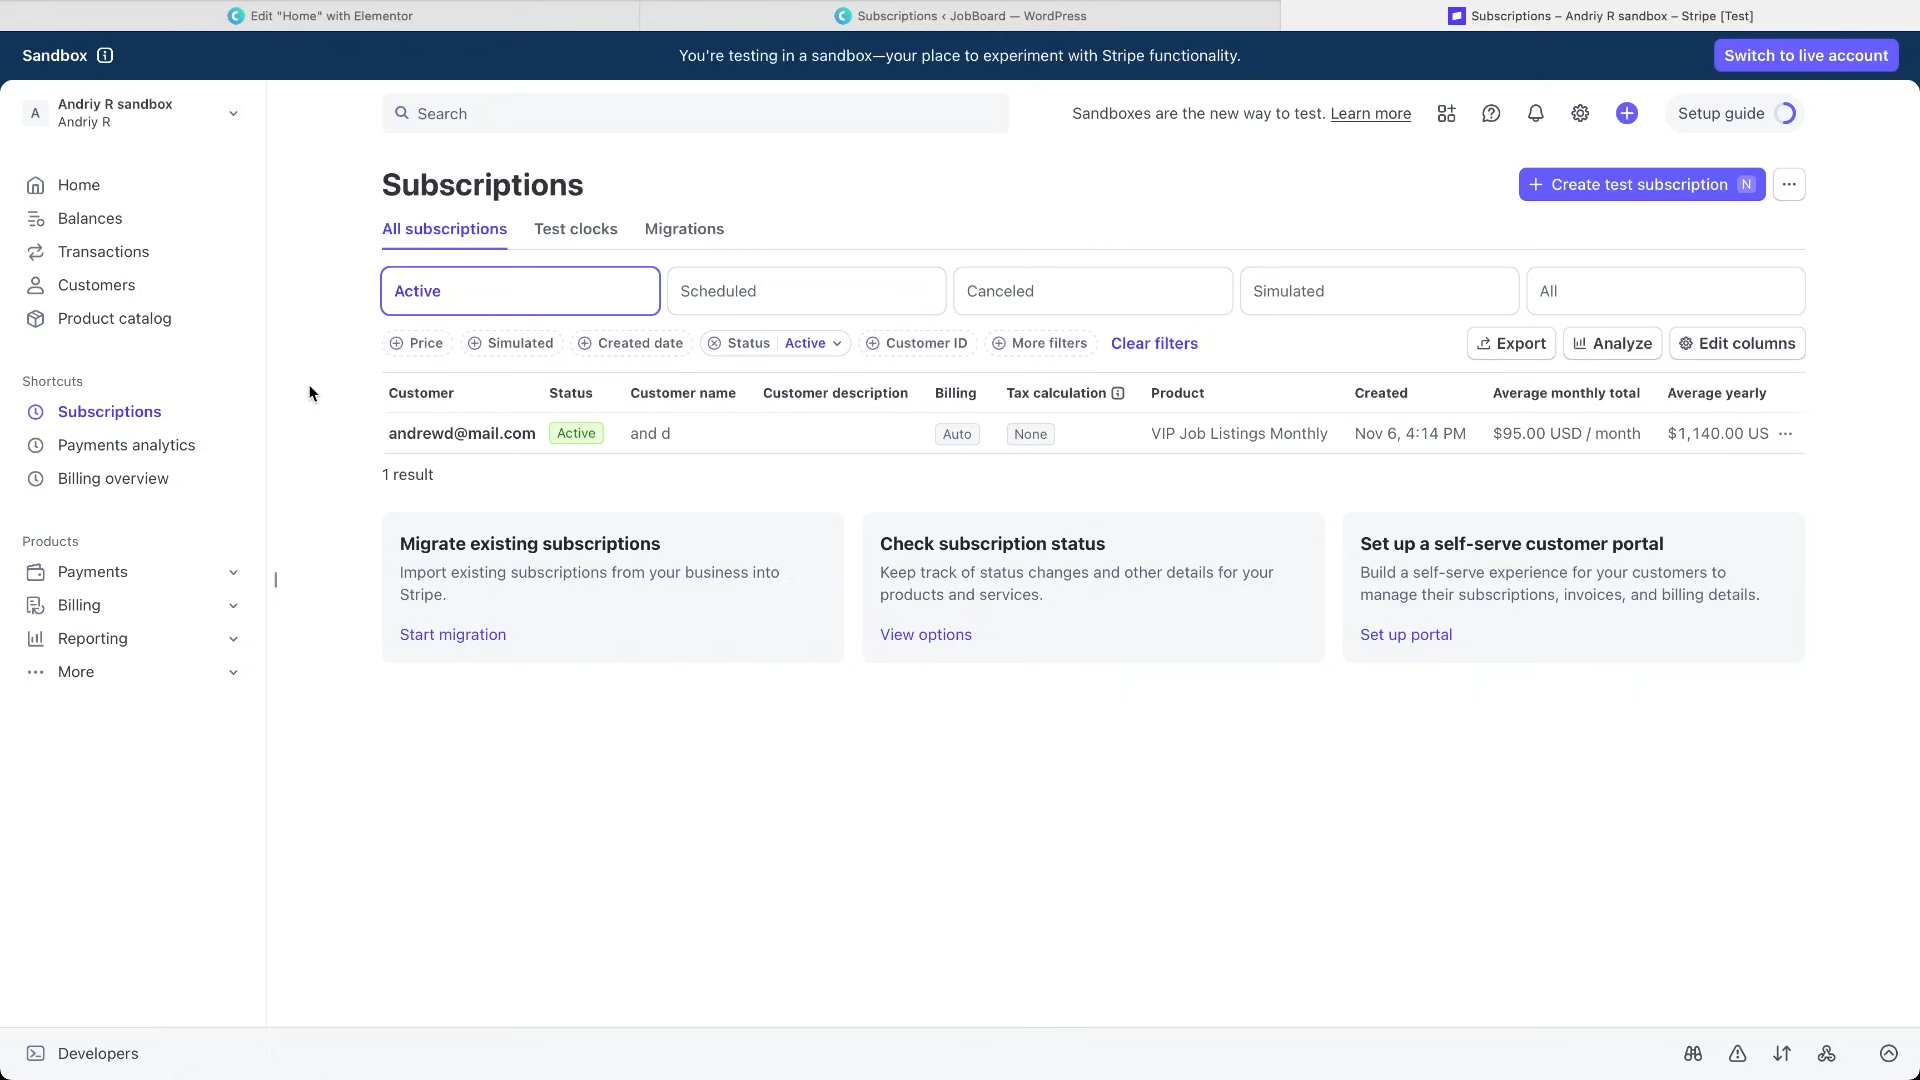 Edit "Home" with Elementor
Subscriptions ‹ JobBoard — WordPress
Subscriptions – Andriy R sandbox – Stripe [Test]
Sandbox
You're testing in a sandbox—your place to experiment with Stripe functionality.
Switch to live account
A
Andriy R sandbox
Andriy R
Search
Sandboxes are the new way to test. Learn more
Setup guide
Home
Balances
Transactions
Customers
Product catalog
Shortcuts
Subscriptions
Payments analytics
Billing overview
Products
Payments
Billing
Reporting
More
Subscriptions
Create test subscription N
All subscriptions Test clocks Migrations
Active Scheduled Canceled Simulated All
Price Simulated Created date Status Active Customer ID More filters Clear filters Export Analyze Edit columns
Customer Status Customer name Customer description Billing Tax calculation Product Created Average monthly total Average yearly
andrewd@mail.com Active and d Auto None VIP Job Listings Monthly Nov 6, 4:14 PM $95.00 USD / month $1,140.00 US
1 result
Migrate existing subscriptions
Import existing subscriptions from your business into
Stripe.
Start migration
Check subscription status
Keep track of status changes and other details for your
products and services.
View options
Set up a self-serve customer portal
Build a self-serve experience for your customers to
manage their subscriptions, invoices, and billing details.
Set up portal
Developers